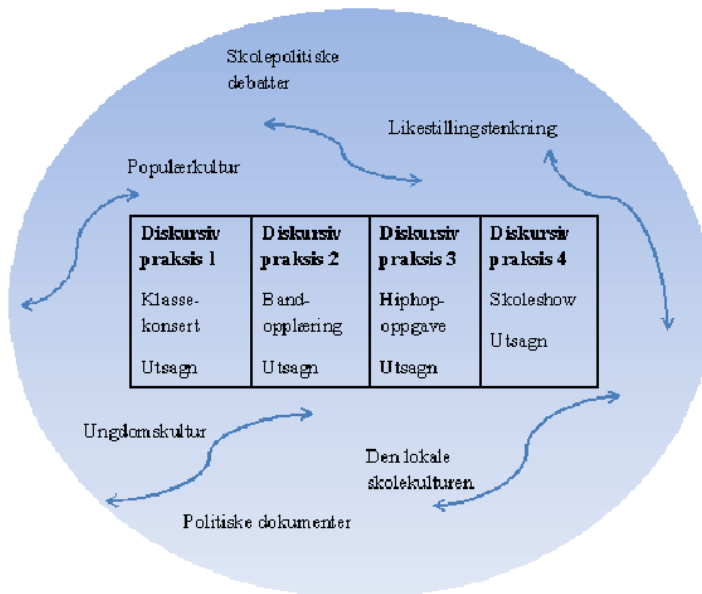 Skolepolitiske
debatter
Likestillingstenkning
Populærkultur
Diskursiv
praksis 1
Klasse-
konsert
Utsagn
Diskursiv
praksis 2
Band-
opplæring
Utsagn
Diskursiv
praksis 3
Hiphop-
oppgave
Utsagn
Diskursiv
praksis 4
Skoleshow
Utsagn
Ungdomskultur
Den lokale
skolekulturen
Politiske dokumenter